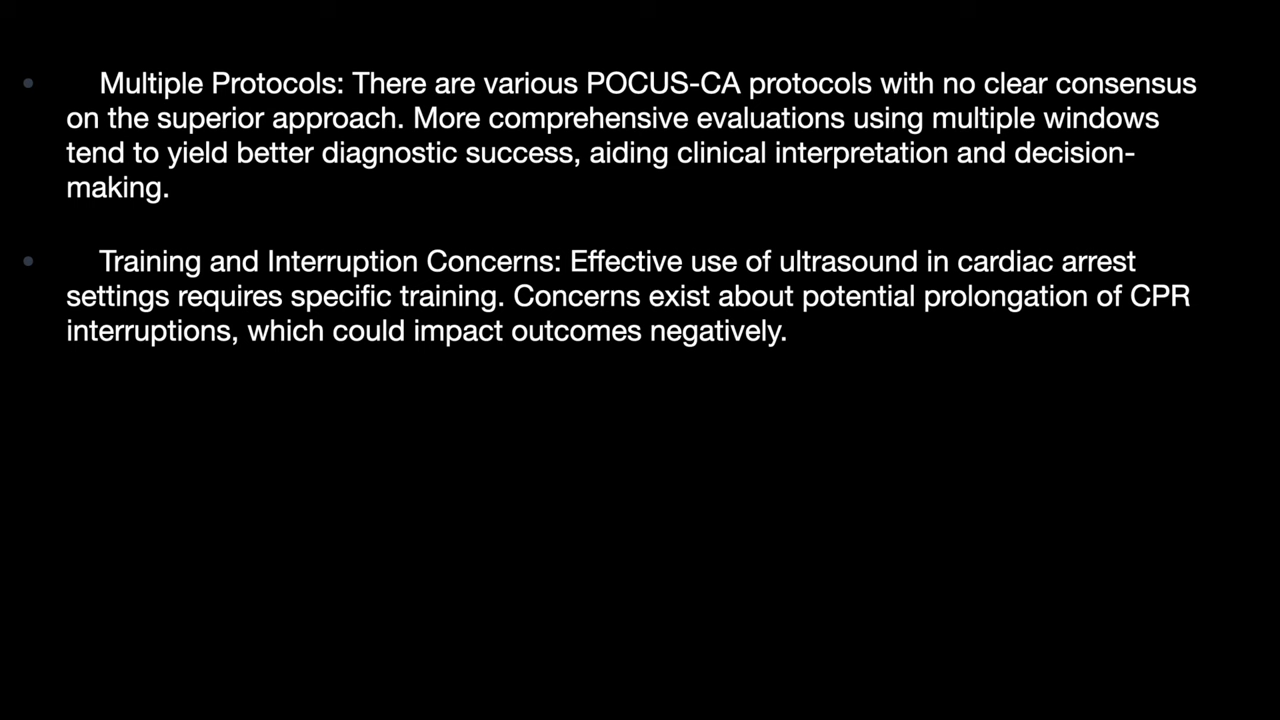 • Multiple Protocols: There are various POCUS-CA protocols with no clear consensus
on the superior approach. More comprehensive evaluations using multiple windows
tend to yield better diagnostic success, aiding clinical interpretation and decision-
making.
• Training and Interruption Concerns: Effective use of ultrasound in cardiac arrest
settings requires specific training. Concerns exist about potential prolongation of CPR
interruptions, which could impact outcomes negatively.